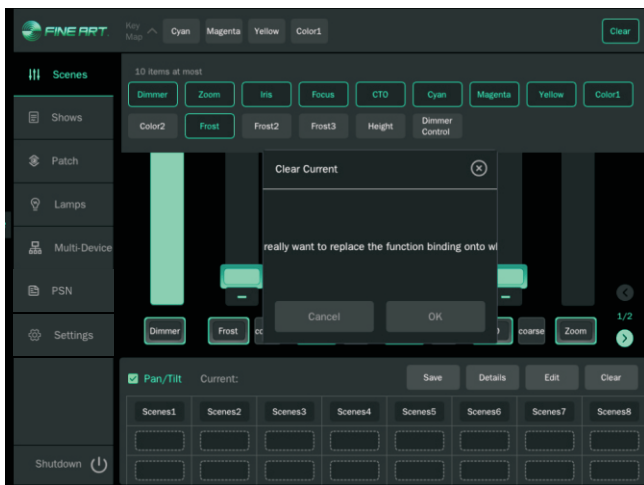 FINE ART.
Key Map
Cyan Magenta Yellow Color1
Clear
Scenes
Shows
Patch
Lamps
Multi-Device
PSN
Settings
Shutdown
10 items at most
Dimmer Zoom Iris Focus CTO Cyan Magenta Yellow Color1
Color2 Frost Frost2 Frost3 Height Dimmer Control
Clear Current
really want to replace the function binding onto
Cancel OK
Dimmer Frost coarse Zoom
1/2
Pan/Tilt Current: Save Details Edit Clear
Scenes1 Scenes2 Scenes3 Scenes4 Scenes5 Scenes6 Scenes7 Scenes8